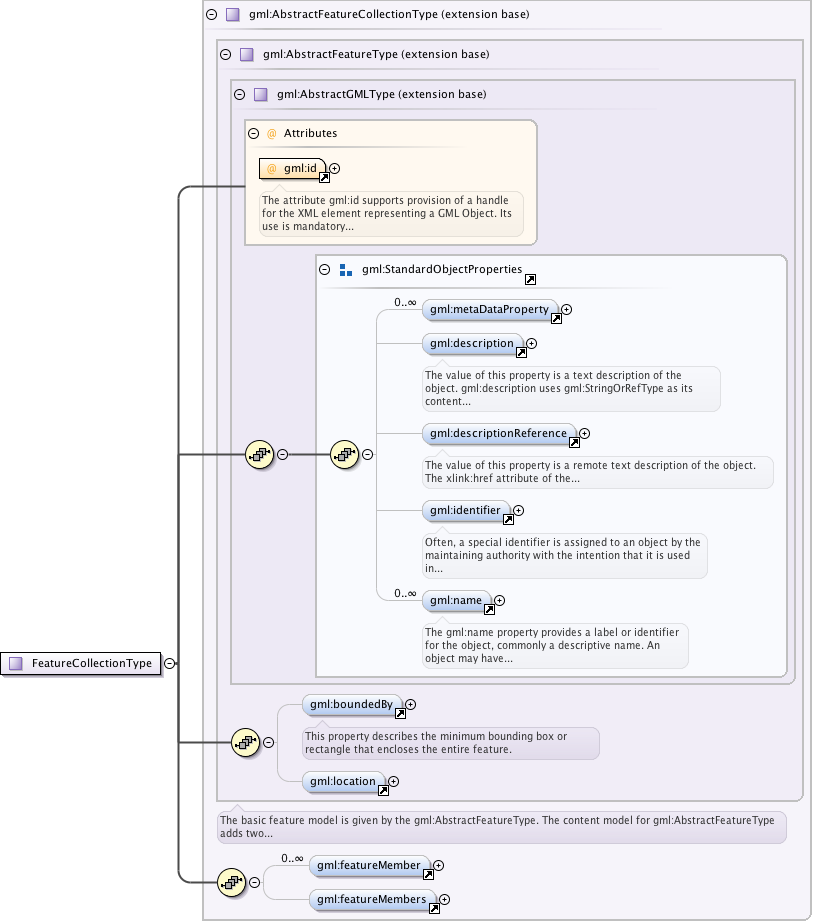 gml:AbstractFeatureCollectionType (extension base)
gml:AbstractFeatureType (extension base)
gml:AbstractGMLType (extension base)
@ Attributes
@ gml:id
The attribute gml:id supports provision of a handle
for the XML element representing a GML Object. Its
use is mandatory...
gml:StandardObjectProperties
0..∞
gml:metaDataProperty
gml:description
The value of this property is a text description of the
object. gml:description uses gml:StringOrRefType as its
content...
gml:descriptionReference
The value of this property is a remote text description of the object.
The xlink:href attribute of the...
gml:identifier
Often, a special identifier is assigned to an object by the
maintaining authority with the intention that it is used
in...
0..∞
gml:name
The gml:name property provides a label or identifier
for the object, commonly a descriptive name. An
object may have...
FeatureCollectionType
gml:boundedBy
This property describes the minimum bounding box or
rectangle that encloses the entire feature.
gml:location
The basic feature model is given by the gml:AbstractFeatureType. The content model for gml:AbstractFeatureType
adds two...
0..∞
gml:featureMember
gml:featureMembers